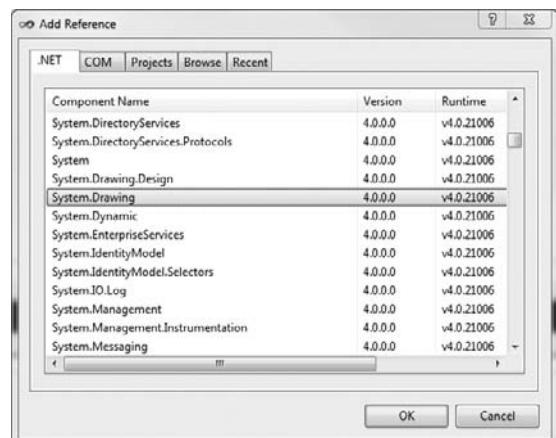 Add Reference
.NET COM Projects Browse Recent
Component Name Version Runtime
System.DirectoryServices 4.0.0.0 v4.0.21006
System.DirectoryServices.Protocols 4.0.0.0 v4.0.21006
System 4.0.0.0 v4.0.21006
System.Drawing.Design 4.0.0.0 v4.0.21006
System.Drawing 4.0.0.0 v4.0.21006
System.Dynamic 4.0.0.0 v4.0.21006
System.EnterpriseServices 4.0.0.0 v4.0.21006
System.IdentityModel 4.0.0.0 v4.0.21006
System.IdentityModel.Selectors 4.0.0.0 v4.0.21006
System.IO.Log 4.0.0.0 v4.0.21006
System.Management 4.0.0.0 v4.0.21006
System.Management.Instrumentation 4.0.0.0 v4.0.21006
System.Messaging 4.0.0.0 v4.0.21006
OK Cancel